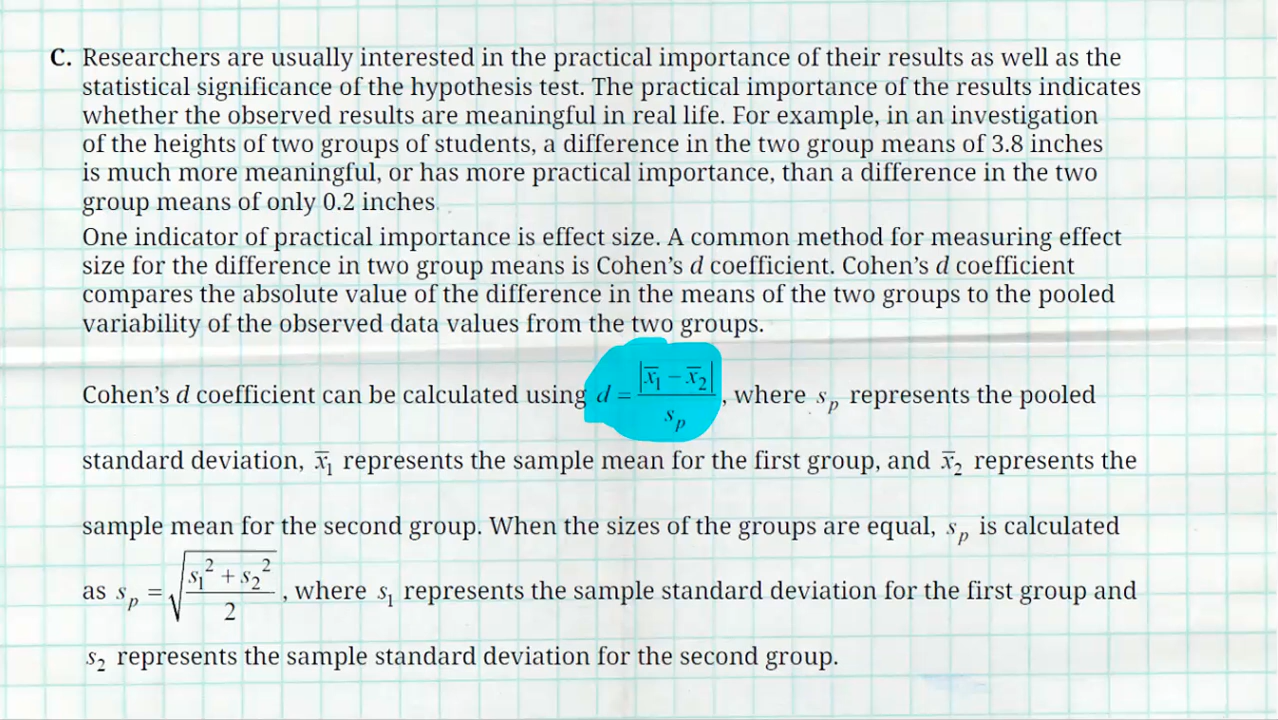 C. Researchers are usually interested in the practical importance of their results as well as the
statistical significance of the hypothesis test. The practical importance of the results indicates
whether the observed results are meaningful in real life. For example, in an investigation
of the heights of two groups of students, a difference in the two group means of 3.8 inches
is much more meaningful, or has more practical importance, than a difference in the two
group means of only 0.2 inches.
One indicator of practical importance is effect size. A common method for measuring effect
size for the difference in two group means is Cohen’s d coefficient. Cohen’s d coefficient
compares the absolute value of the difference in the means of the two groups to the pooled
variability of the observed data values from the two groups.
Cohen’s d coefficient can be calculated using d = |x̄₁ − x̄₂| / sₚ, where sₚ represents the pooled
standard deviation, x̄₁ represents the sample mean for the first group, and x̄₂ represents the
sample mean for the second group. When the sizes of the groups are equal, sₚ is calculated
as sₚ = √((s₁² + s₂²) / 2), where s₁ represents the sample standard deviation for the first group and
s₂ represents the sample standard deviation for the second group.